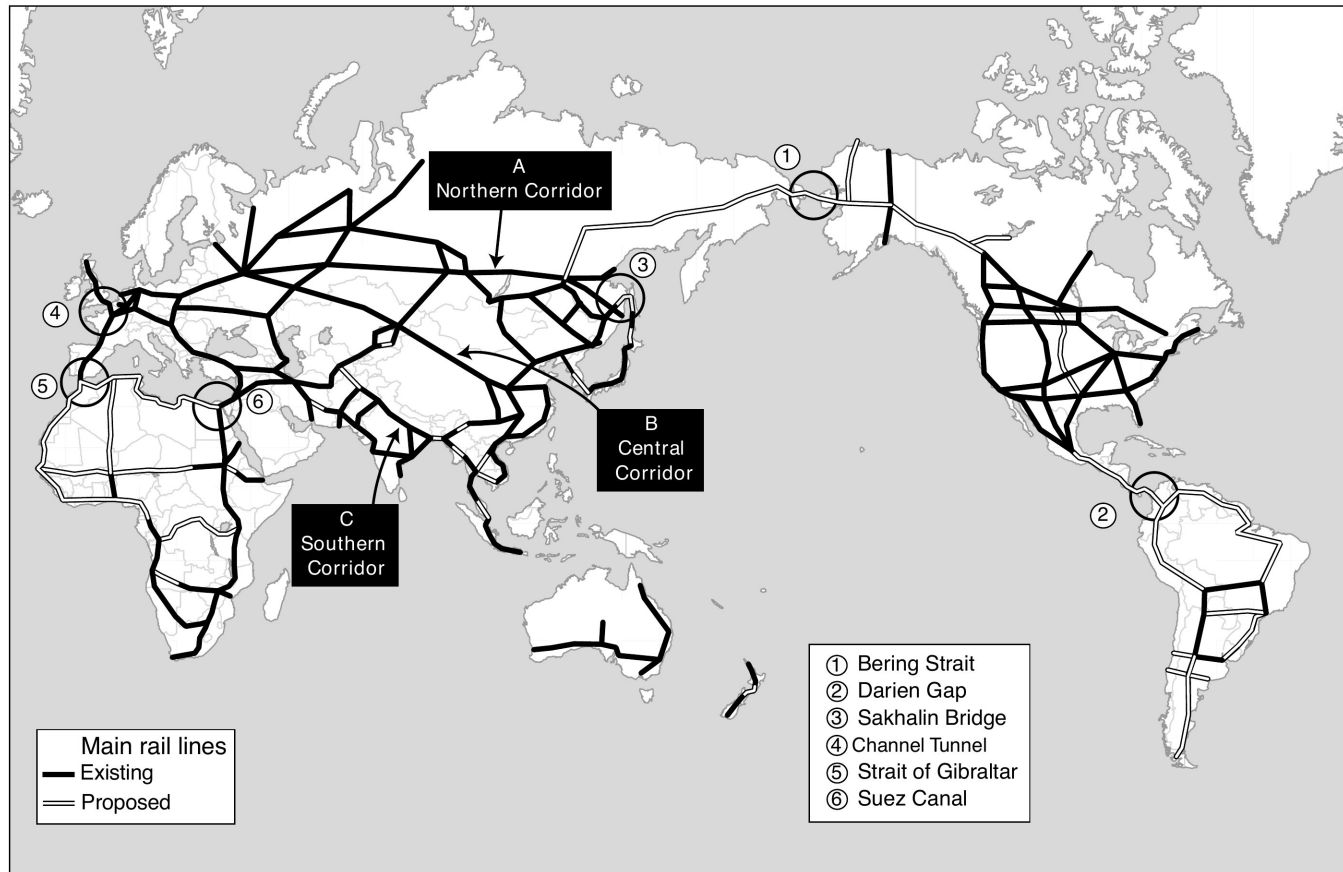 1
A
Northern Corridor
3
4
5
6
B
Central
Corridor
2
C
Southern
Corridor
Main rail lines
Existing
Proposed
1 Bering Strait
2 Darien Gap
3 Sakhalin Bridge
4 Channel Tunnel
5 Strait of Gibraltar
6 Suez Canal